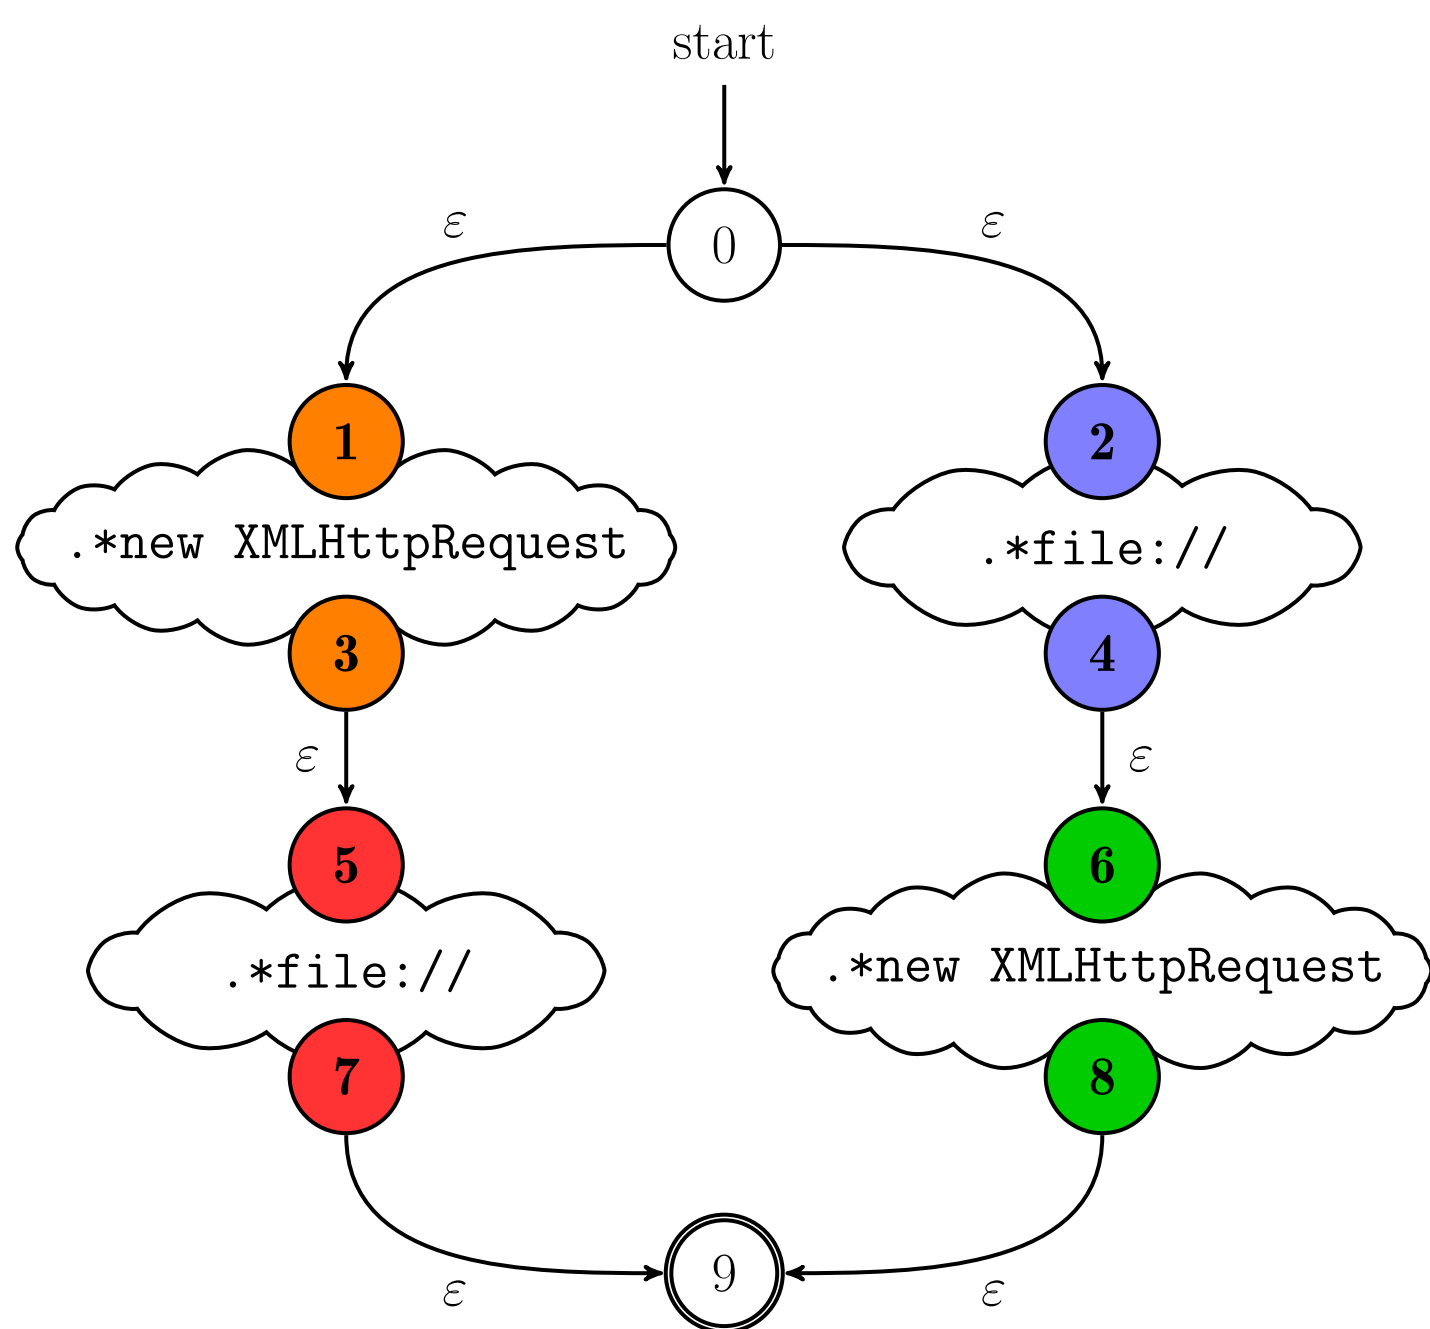 start
ε ε
0
1 2
.*new XMLHttpRequest .*file://
3 4
ε ε
5 6
.*file:// .*new XMLHttpRequest
7 8
9
ε ε